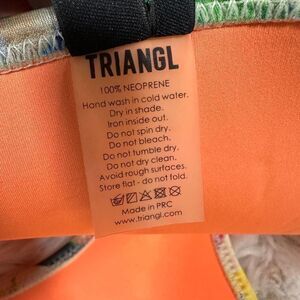 TRIANGL
100% NEOPRENE
Hand wash in cold water.
Dry in shade.
Iron inside out.
Do not spin dry.
Do not bleach.
Do not tumble dry.
Do not dry clean.
Avoid rough surfaces.
Store flat - do not fold.
Made in PRC
www.triangl.com